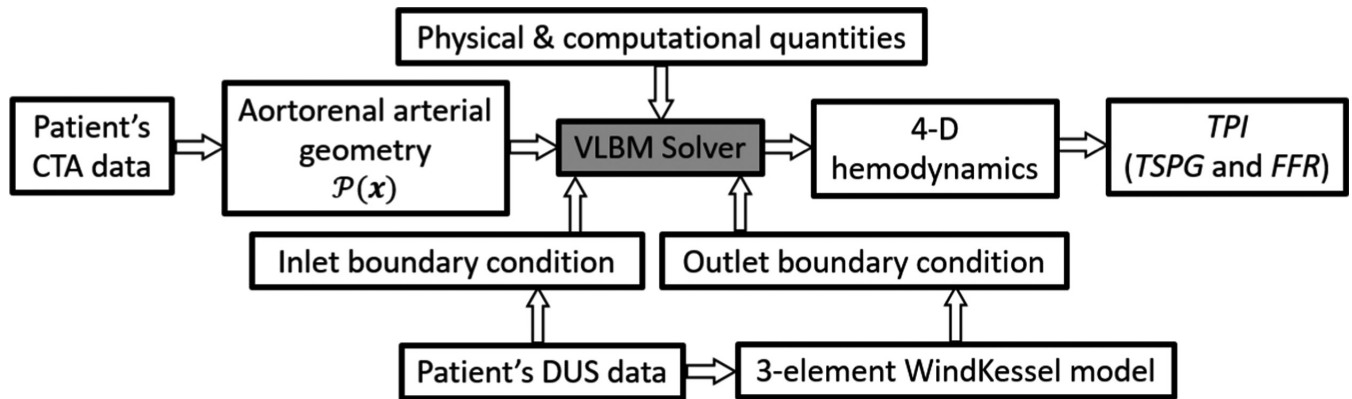 Physical & computational quantities
Patient's
CTA data
Aortorenal arterial
geometry
𝒫(𝒙)
VLBM Solver
4-D
hemodynamics
TPI
(TSPG and FFR)
Inlet boundary condition
Outlet boundary condition
Patient's DUS data
3-element WindKessel model